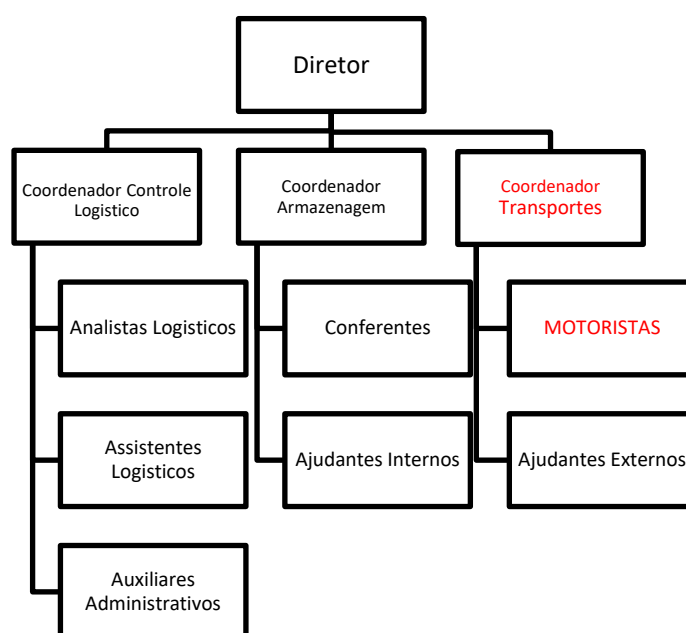 Diretor
Coordenador Controle
Logistico
Coordenador
Armazenagem
Coordenador
Transportes
Analistas Logisticos
Conferentes
MOTORISTAS
Assistentes
Logisticos
Ajudantes Internos
Ajudantes Externos
Auxiliares
Administrativos